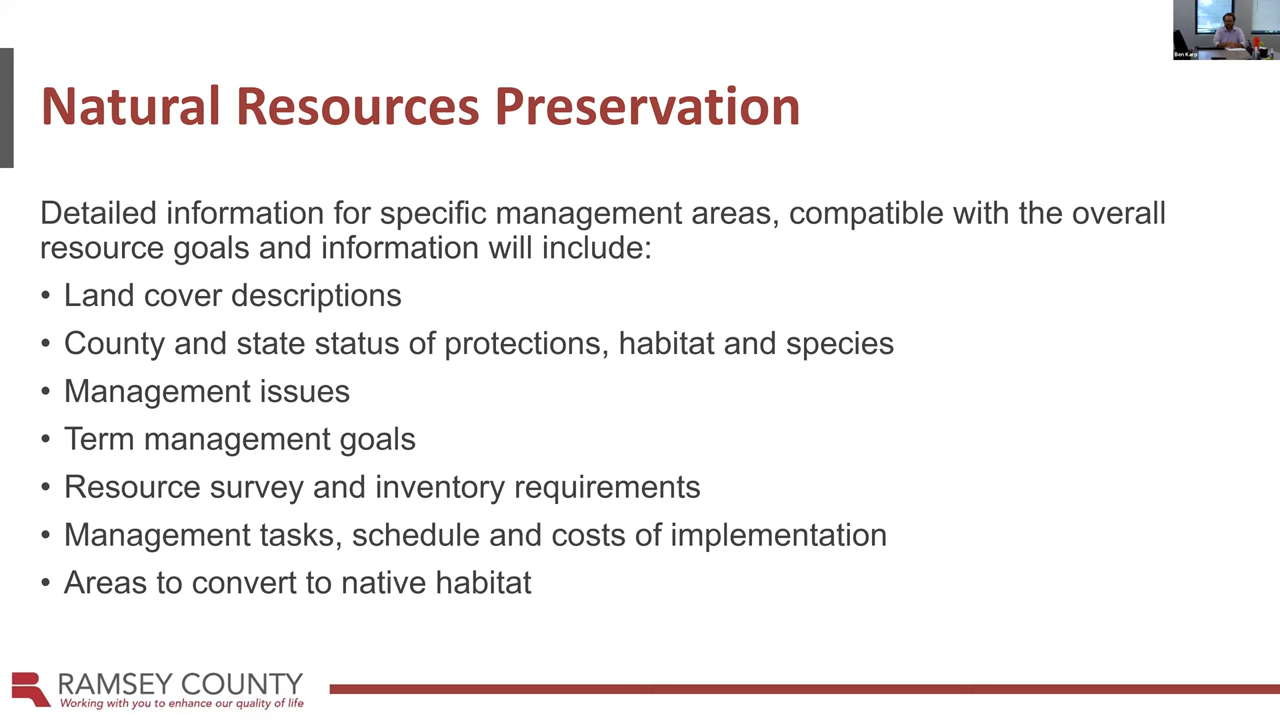 Ben Karp
Natural Resources Preservation
Detailed information for specific management areas, compatible with the overall
resource goals and information will include:
• Land cover descriptions
• County and state status of protections, habitat and species
• Management issues
• Term management goals
• Resource survey and inventory requirements
• Management tasks, schedule and costs of implementation
• Areas to convert to native habitat
RAMSEY COUNTY
Working with you to enhance our quality of life